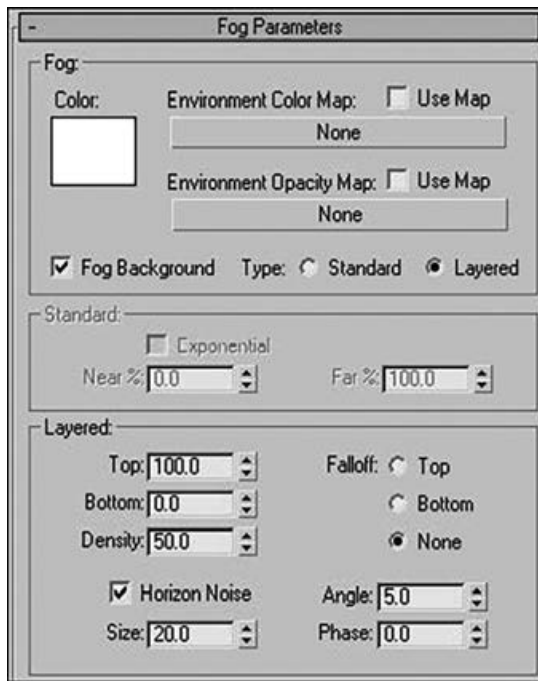 - Fog Parameters
Fog:
Color: Environment Color Map: Use Map
None
Environment Opacity Map: Use Map
None
Fog Background Type: Standard Layered
Standard:
Exponential
Near %: 0.0 Far %: 100.0
Layered:
Top: 100.0 Falloff: Top
Bottom: 0.0 Bottom
Density: 50.0 None
Horizon Noise Angle: 5.0
Size: 20.0 Phase: 0.0